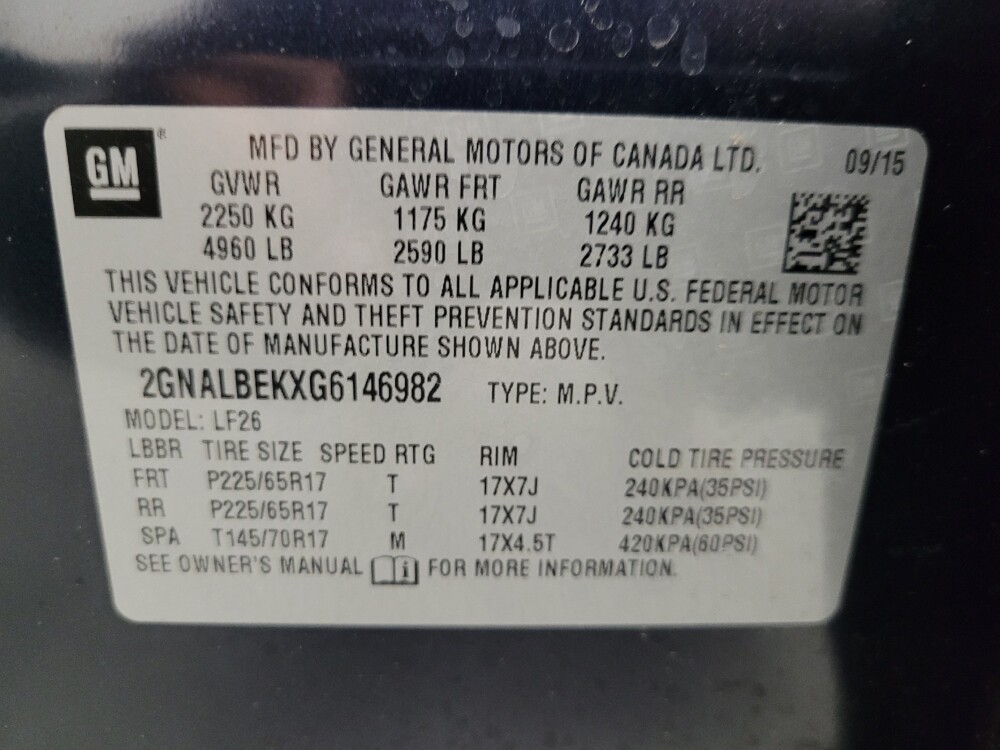 GM ®
MFD BY GENERAL MOTORS OF CANADA LTD. 09/15
GVWR GAWR FRT GAWR RR
2250 KG 1175 KG 1240 KG
4960 LB 2590 LB 2733 LB
THIS VEHICLE CONFORMS TO ALL APPLICABLE U.S. FEDERAL MOTOR
VEHICLE SAFETY AND THEFT PREVENTION STANDARDS IN EFFECT ON
THE DATE OF MANUFACTURE SHOWN ABOVE.
2GNALBEKXG6146982 TYPE: M.P.V.
MODEL: LF26
LBBR TIRE SIZE SPEED RTG RIM COLD TIRE PRESSURE
FRT P225/65R17 T 17X7J 240KPA(35PSI)
RR P225/65R17 T 17X7J 240KPA(35PSI)
SPA T145/70R17 M 17X4.5T 420KPA(60PSI)
SEE OWNER'S MANUAL i FOR MORE INFORMATION.